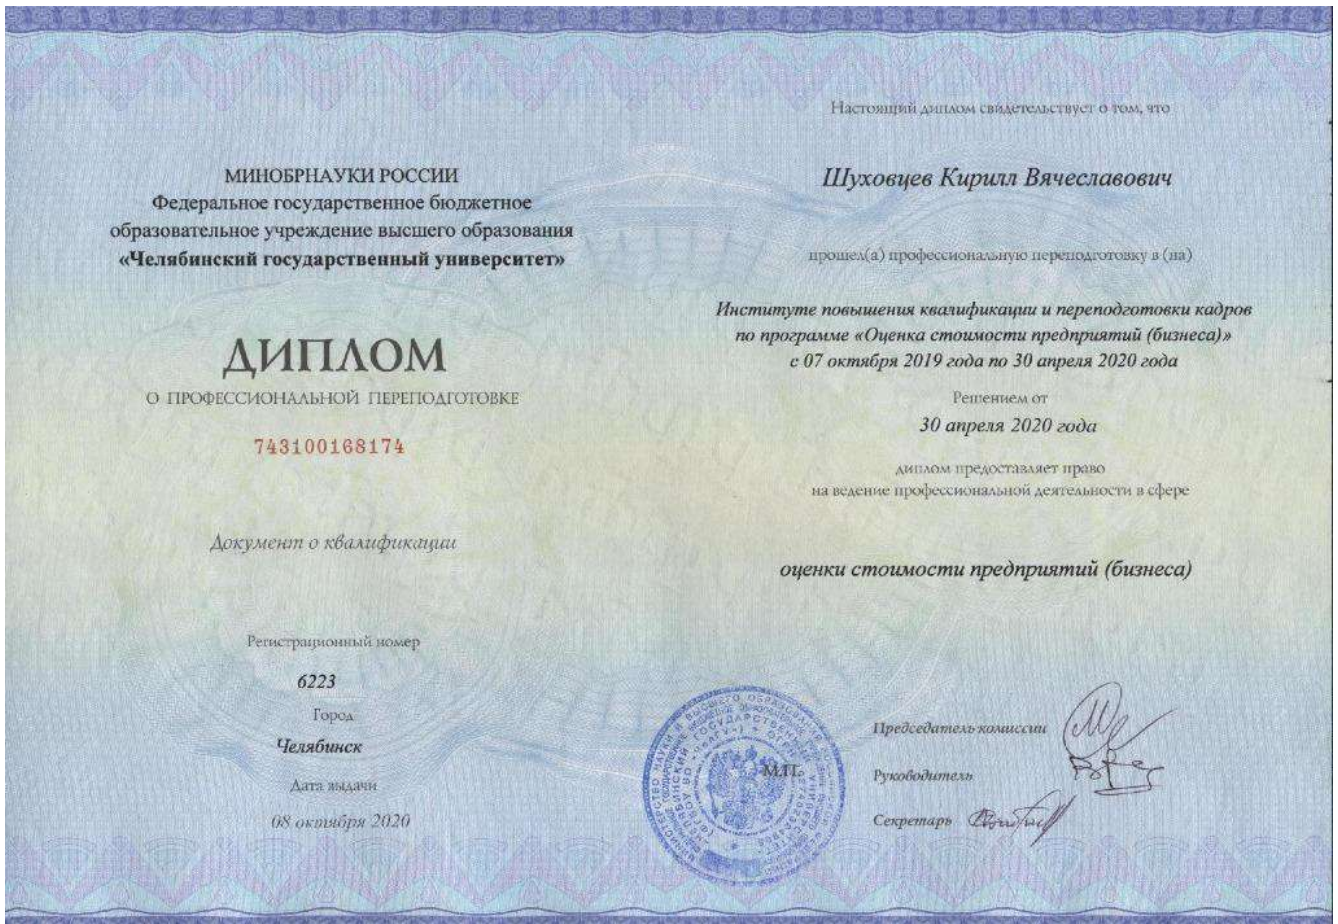 МИНОБРНАУКИ РОССИИ
Федеральное государственное бюджетное
образовательное учреждение высшего образования
«Челябинский государственный университет»
ДИПЛОМ
О ПРОФЕССИОНАЛЬНОЙ ПЕРЕПОДГОТОВКЕ
743100168174
Документ о квалификации
Регистрационный номер
6223
Город
Челябинск
Дата выдачи
08 октября 2020
Настоящий диплом свидетельствует о том, что
Шуховцев Кирилл Вячеславович
прошел(а) профессиональную переподготовку в (на)
Институте повышения квалификации и переподготовки кадров
по программе «Оценка стоимости предприятий (бизнеса)»
с 07 октября 2019 года по 30 апреля 2020 года
Решением от
30 апреля 2020 года
диплом предоставляет право
на ведение профессиональной деятельности в сфере
оценки стоимости предприятий (бизнеса)
М.П.
Председатель комиссии
Руководитель
Секретарь